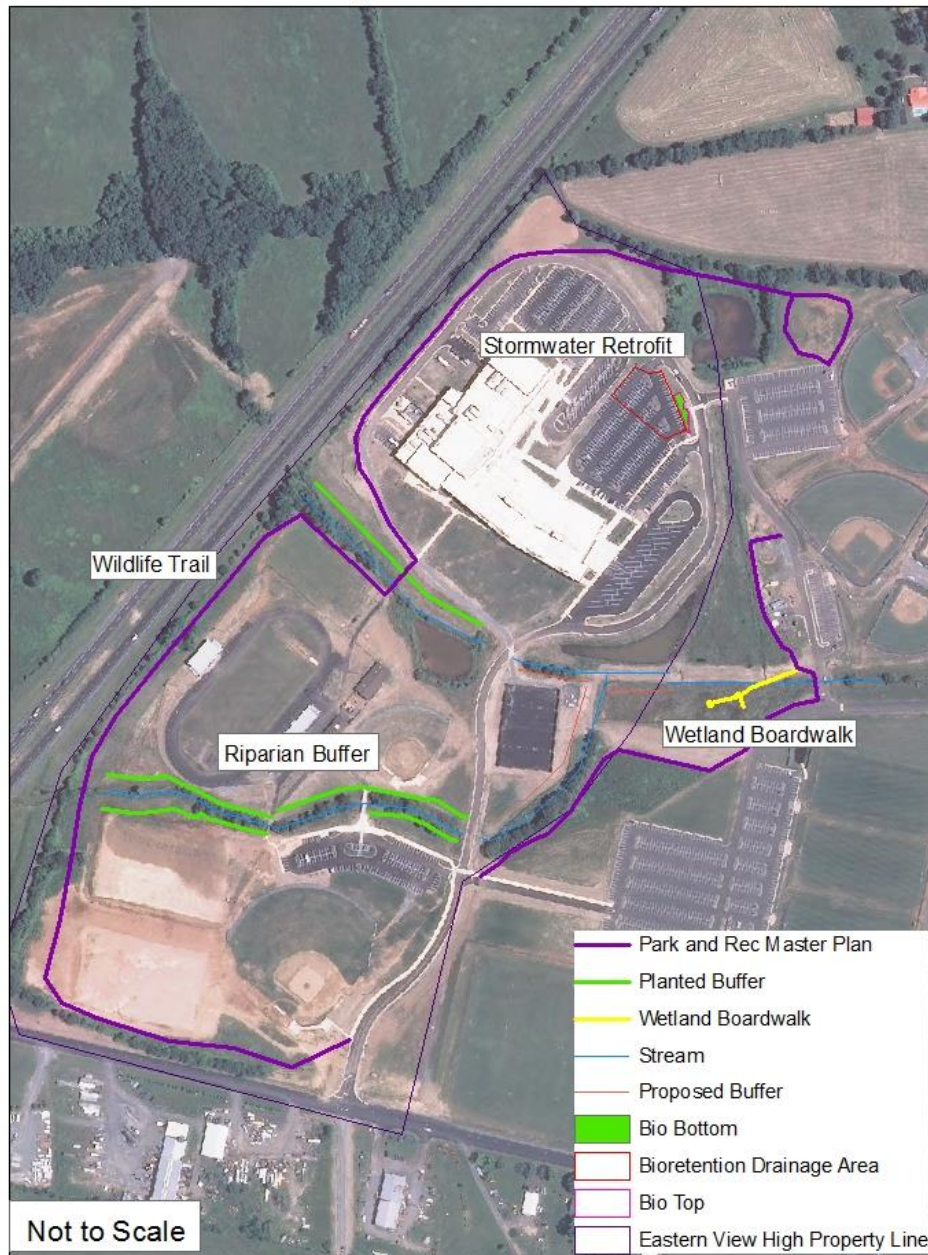 Stormwater Retrofit
Wildlife Trail
Wetland Boardwalk
Riparian Buffer
Park and Rec Master Plan
Planted Buffer
Wetland Boardwalk
Stream
Proposed Buffer
Bio Bottom
Bioretention Drainage Area
Bio Top
Eastern View High Property Line
Not to Scale